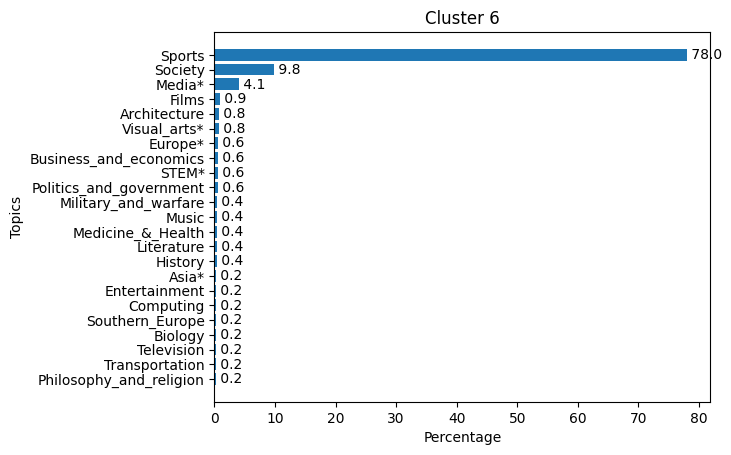 Cluster 6
Sports 78.0
Society 9.8
Media* 4.1
Films 0.9
Architecture 0.8
Visual_arts* 0.8
Europe* 0.6
Business_and_economics 0.6
STEM* 0.6
Politics_and_government 0.6
Military_and_warfare 0.4
Music 0.4
Medicine_&_Health 0.4
Literature 0.4
History 0.4
Asia* 0.2
Entertainment 0.2
Computing 0.2
Southern_Europe 0.2
Biology 0.2
Television 0.2
Transportation 0.2
Philosophy_and_religion 0.2
Topics
0 10 20 30 40 50 60 70 80
Percentage